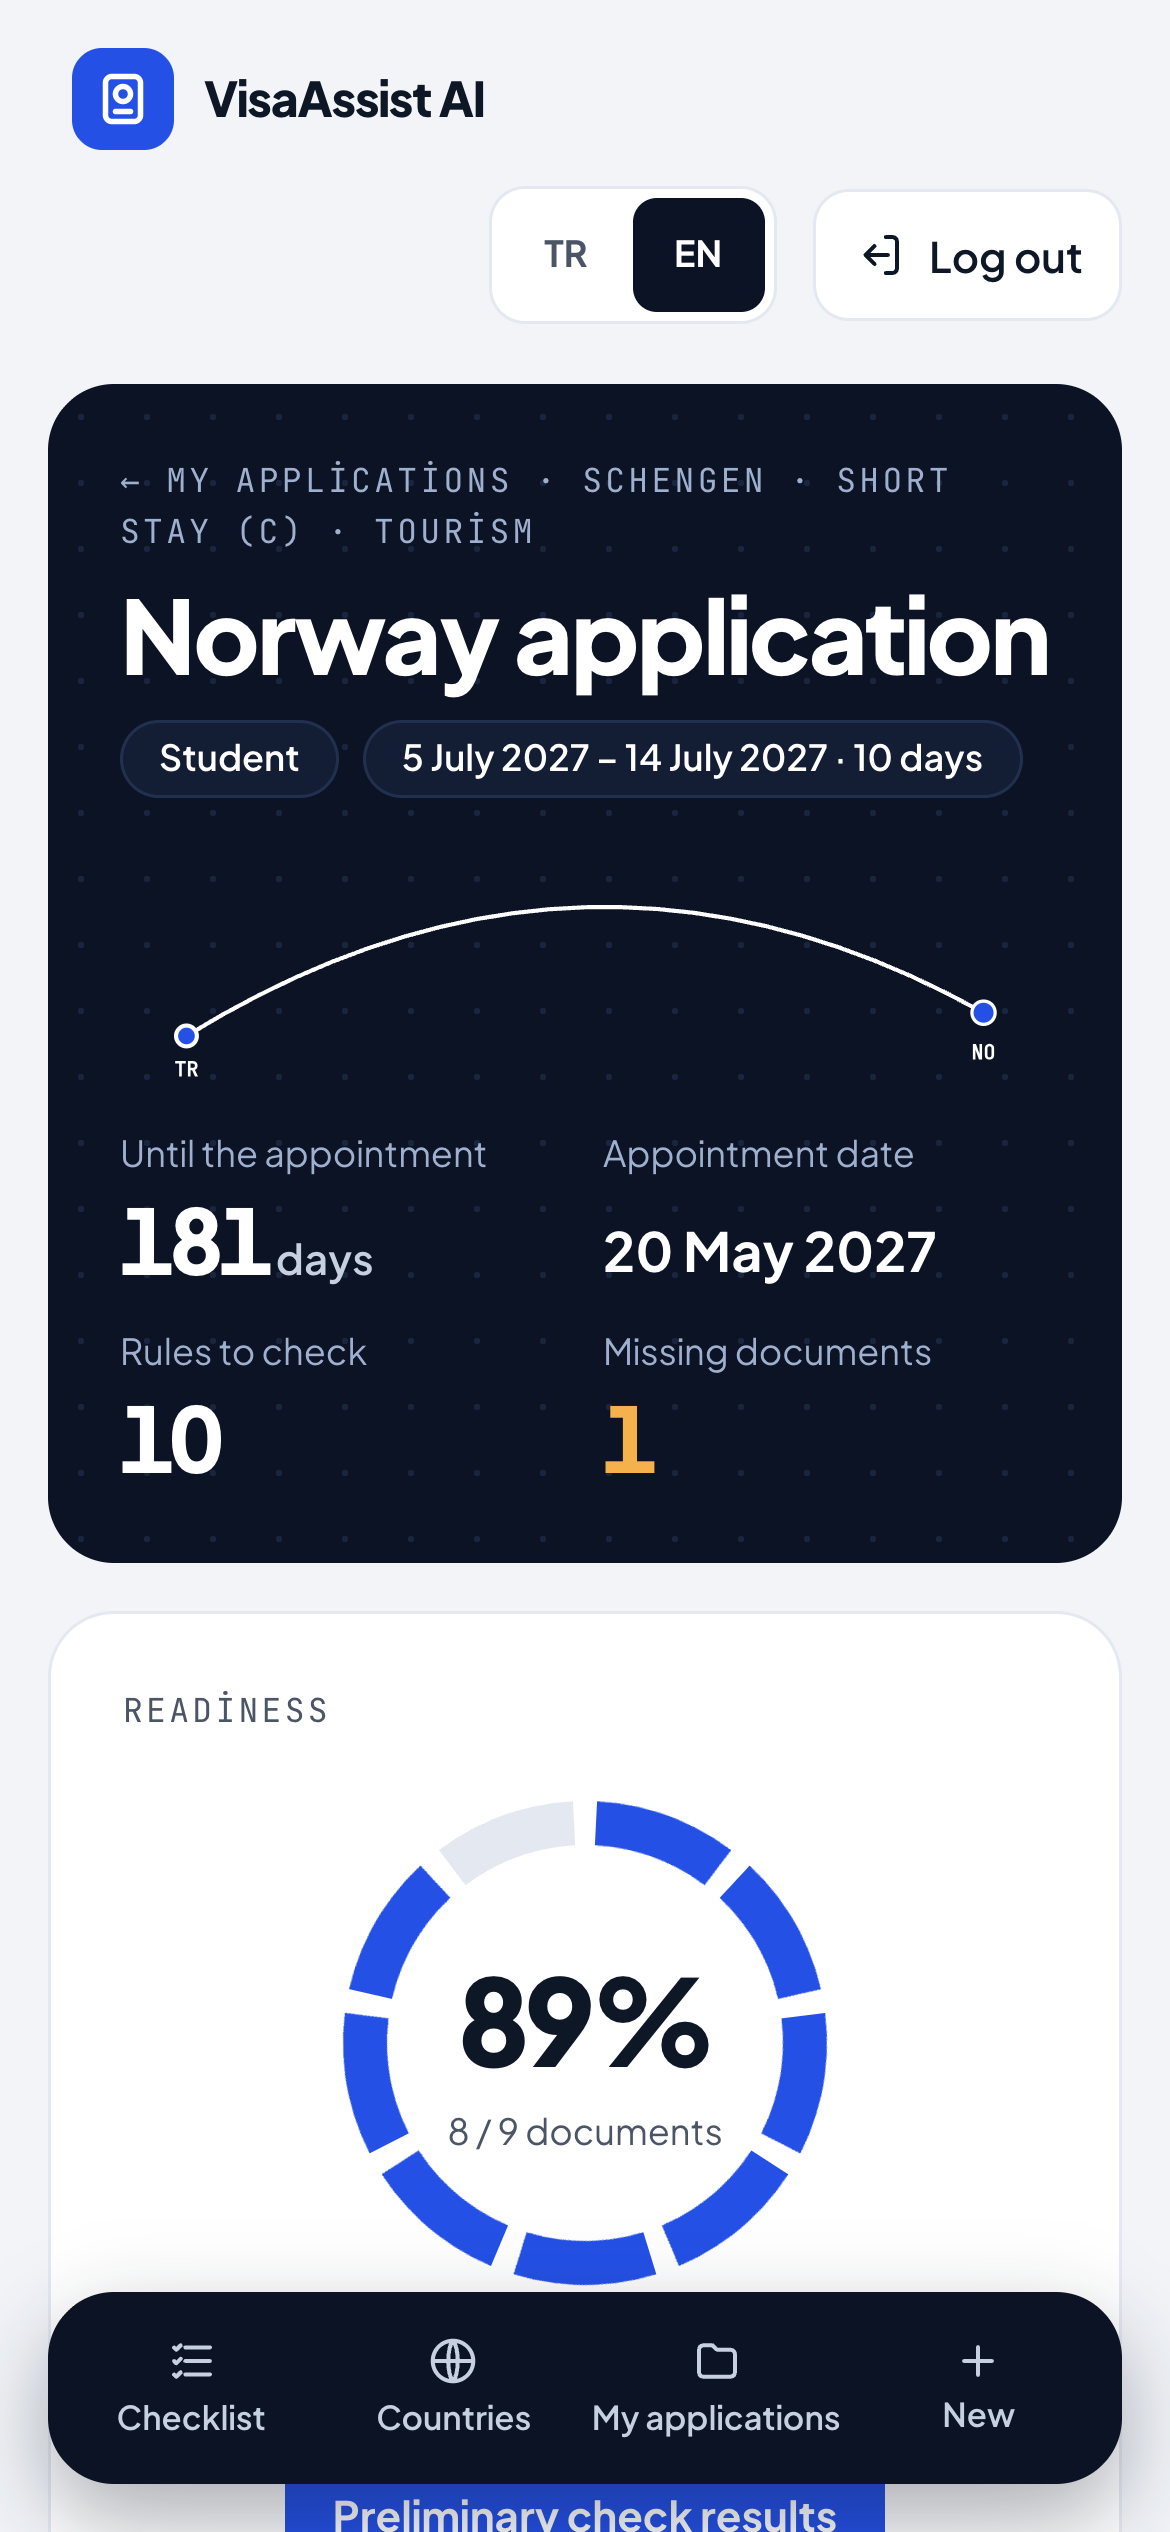 VisaAssist AI
TR
EN
Log out
← MY APPLİCATİONS · SCHENGEN · SHORT
STAY (C) · TOURİSM
Norway application
Student
5 July 2027 – 14 July 2027 · 10 days
TR
NO
Until the appointment
Appointment date
181 days
20 May 2027
Rules to check
Missing documents
10
1
READİNESS
89%
8 / 9 documents
Checklist
Countries
My applications
New
Preliminary check results